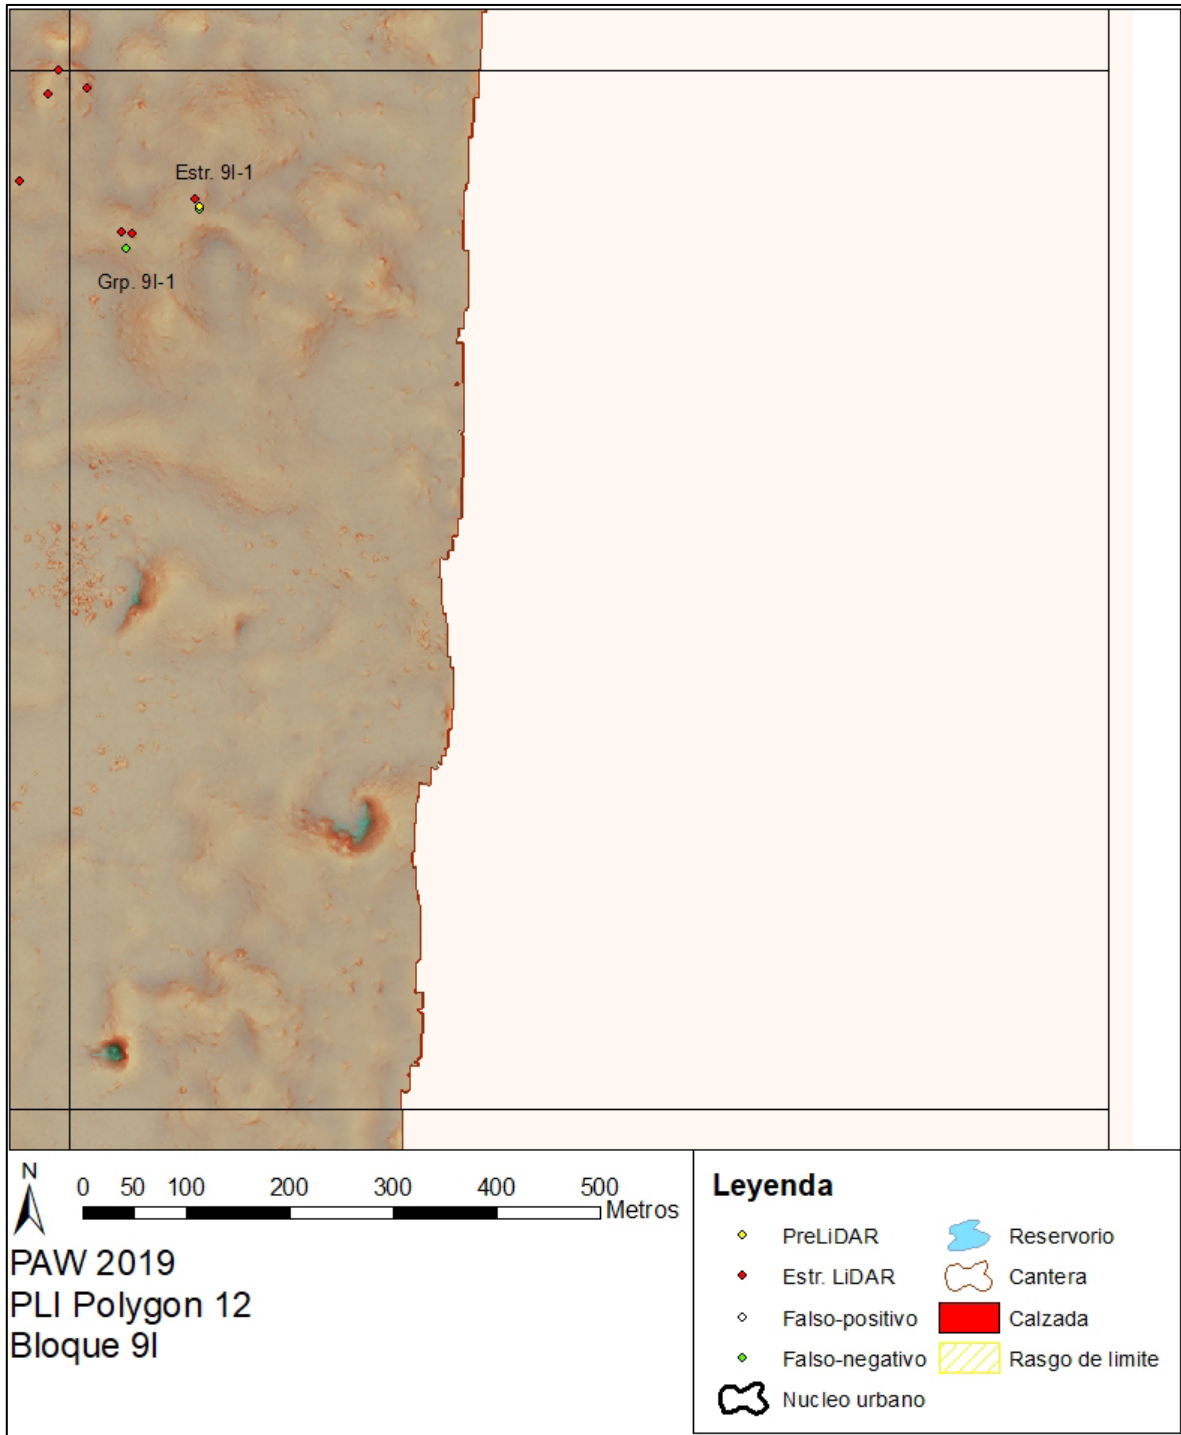 Estr. 9I-1
Grp. 9I-1
N
0 50 100 200 300 400 500
Metros
PAW 2019
PLI Polygon 12
Bloque 9I
Leyenda
PreLiDAR
Estr. LiDAR
Falso-positivo
Falso-negativo
Nucleo urbano
Reservorio
Cantera
Calzada
Rasgo de limite